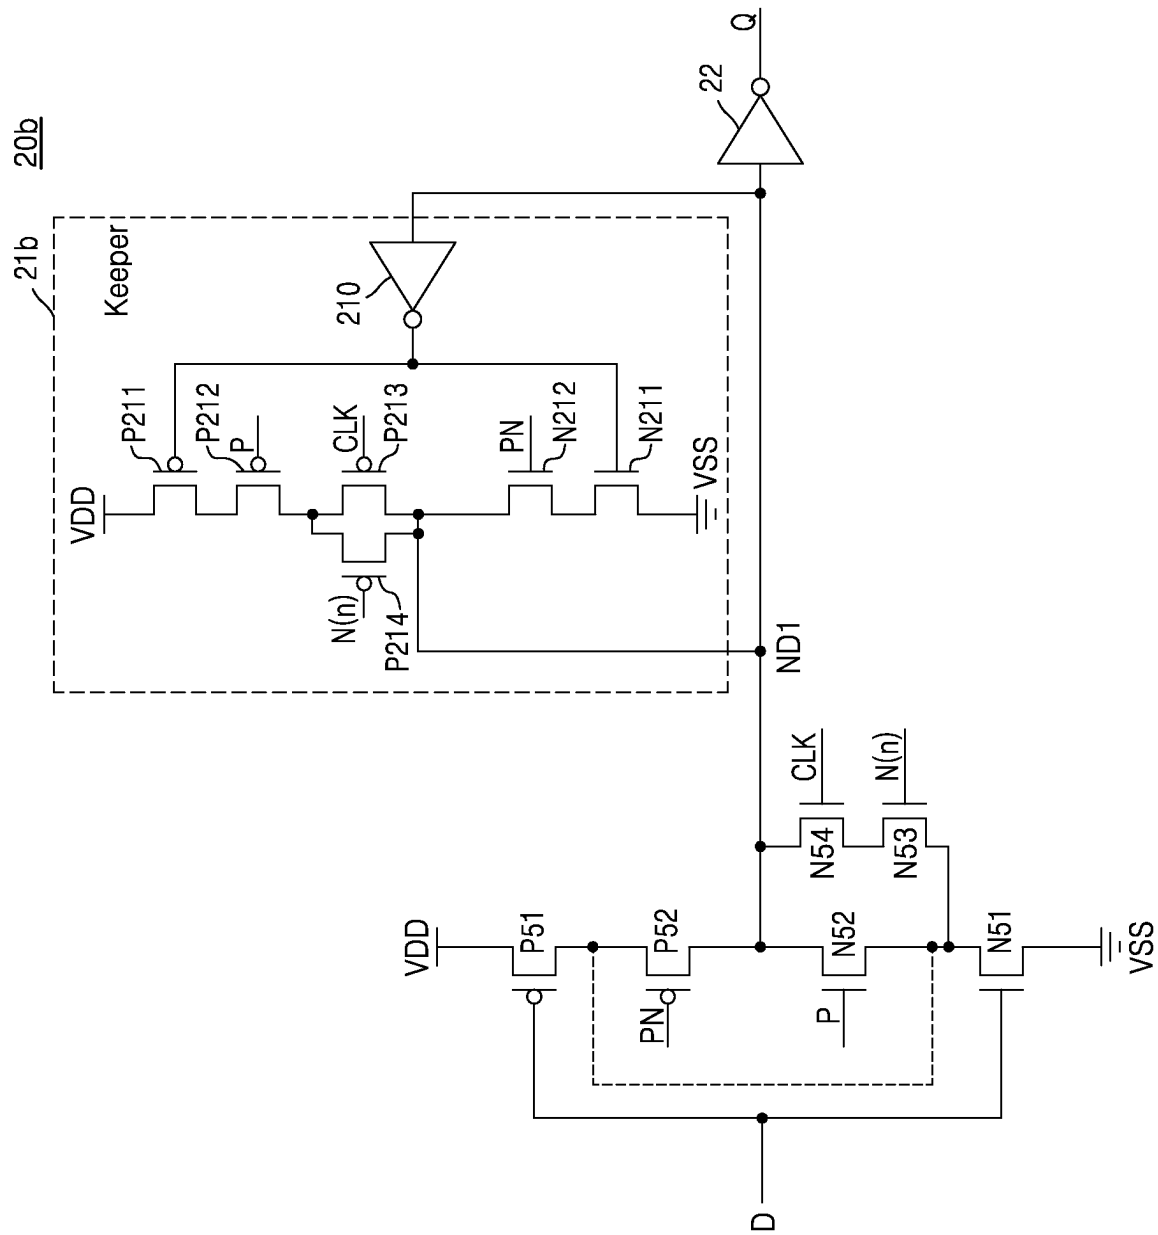 20b
21b
Keeper
VDD
P211
P212
P
CLK
P213
N(n)
P214
PN
N212
N211
VSS
210
22
Q
ND1
CLK
N(n)
N54
N53
VDD
P51
P52
PN
N52
P
N51
VSS
D